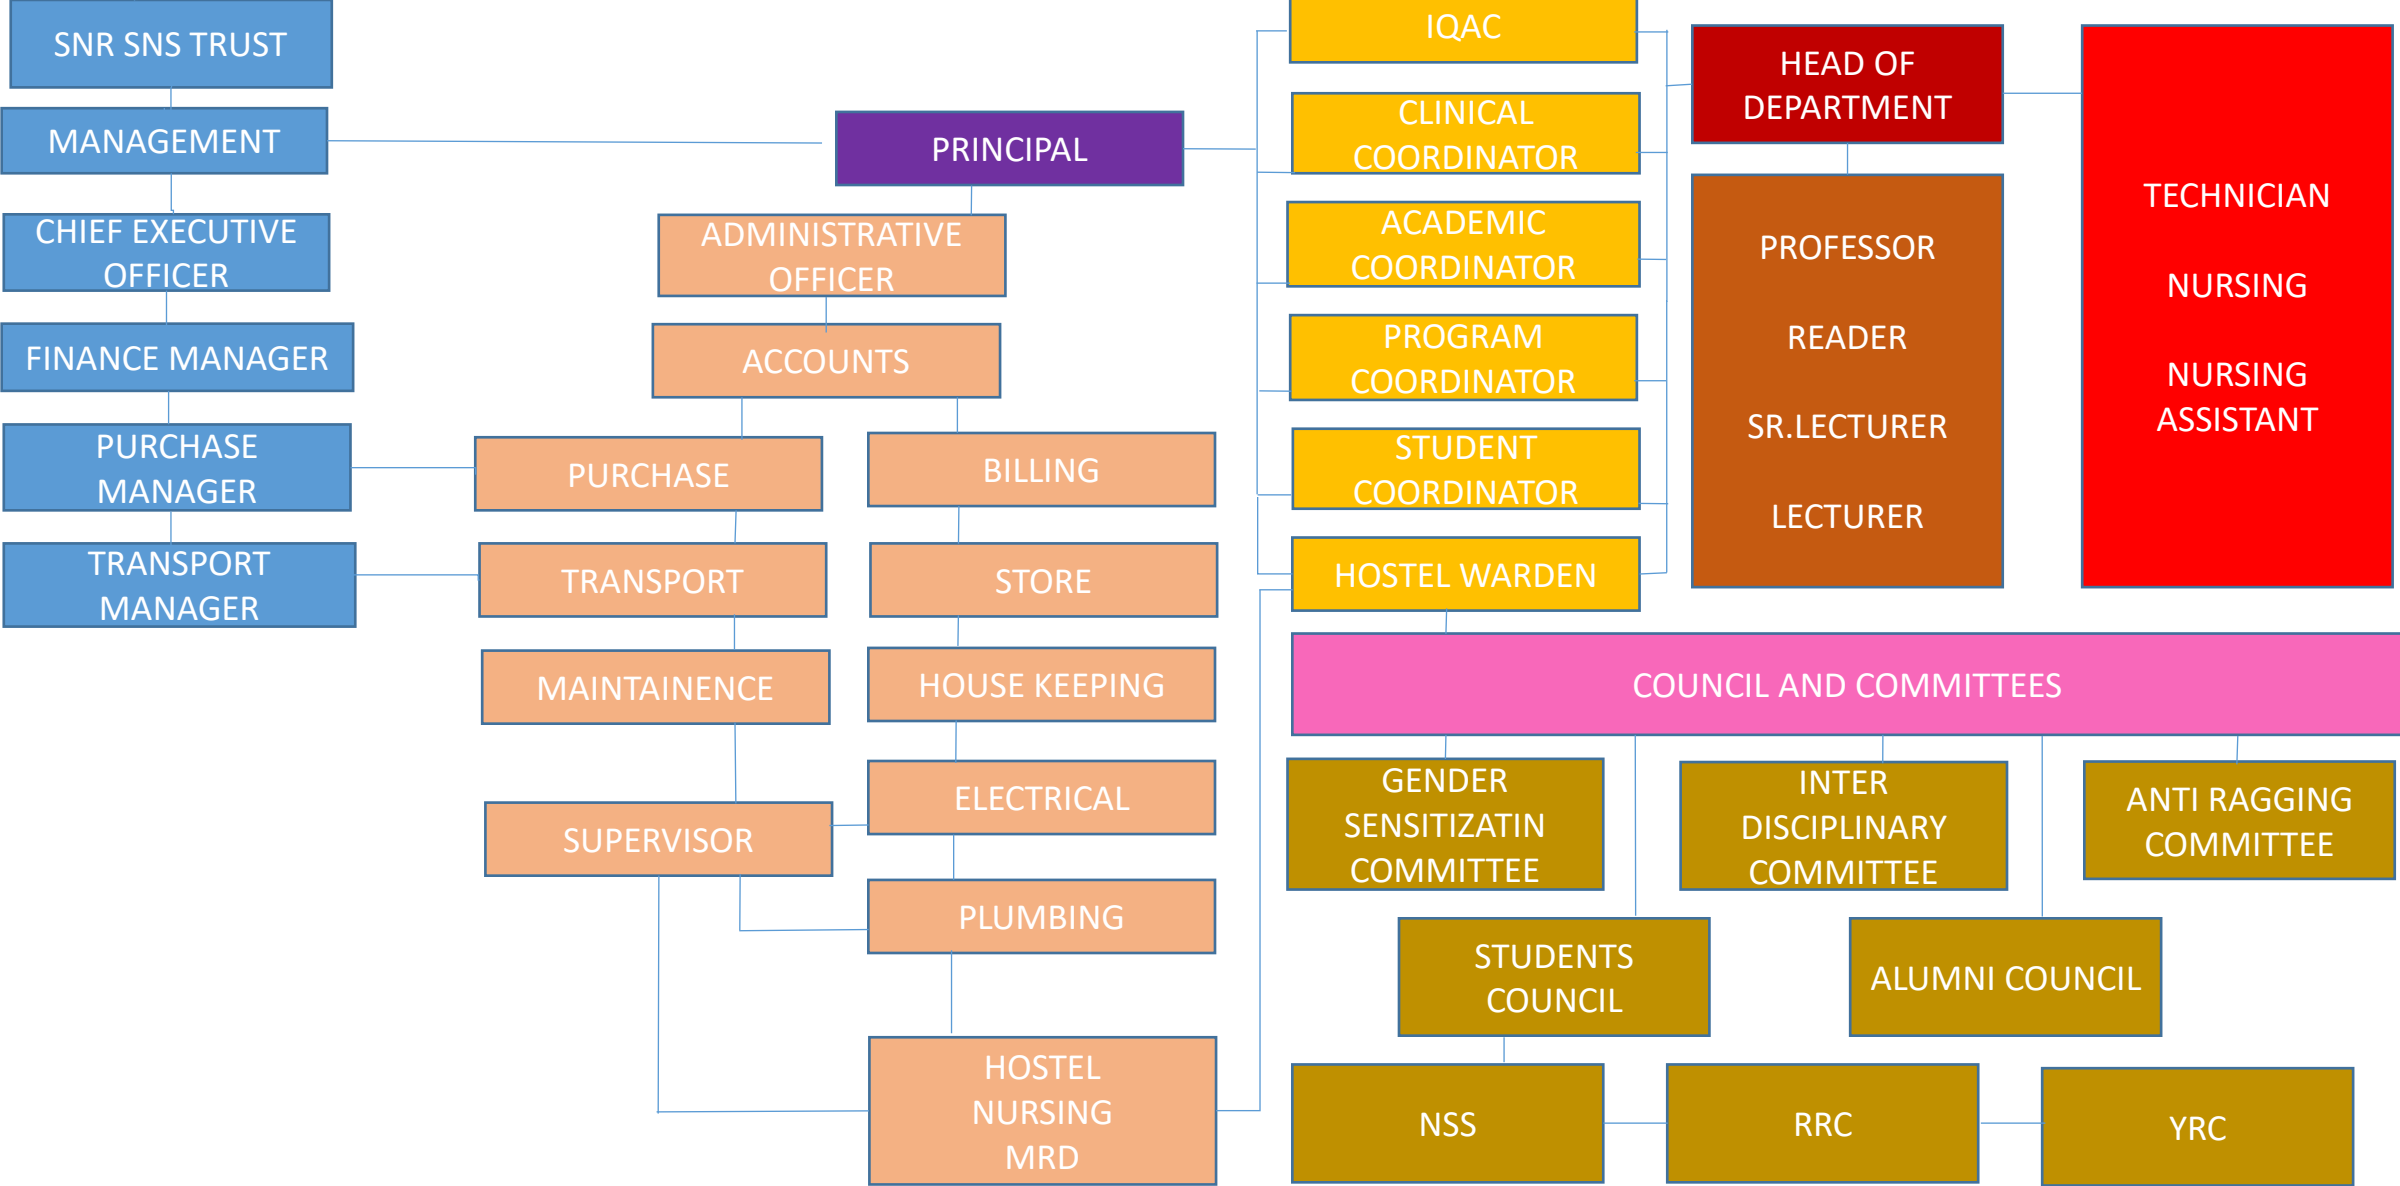 SNR SNS TRUST
MANAGEMENT
CHIEF EXECUTIVE
OFFICER
FINANCE MANAGER
PURCHASE
MANAGER
TRANSPORT
MANAGER
PRINCIPAL
ADMINISTRATIVE
OFFICER
ACCOUNTS
PURCHASE
TRANSPORT
MAINTAINENCE
SUPERVISOR
BILLING
STORE
HOUSE KEEPING
ELECTRICAL
PLUMBING
HOSTEL
NURSING
MRD
IQAC
CLINICAL
COORDINATOR
ACADEMIC
COORDINATOR
PROGRAM
COORDINATOR
STUDENT
COORDINATOR
HOSTEL WARDEN
HEAD OF
DEPARTMENT
PROFESSOR
READER
SR.LECTURER
LECTURER
TECHNICIAN
NURSING
NURSING
ASSISTANT
COUNCIL AND COMMITTEES
GENDER
SENSITIZATIN
COMMITTEE
INTER
DISCIPLINARY
COMMITTEE
ANTI RAGGING
COMMITTEE
STUDENTS
COUNCIL
ALUMNI COUNCIL
NSS
RRC
YRC